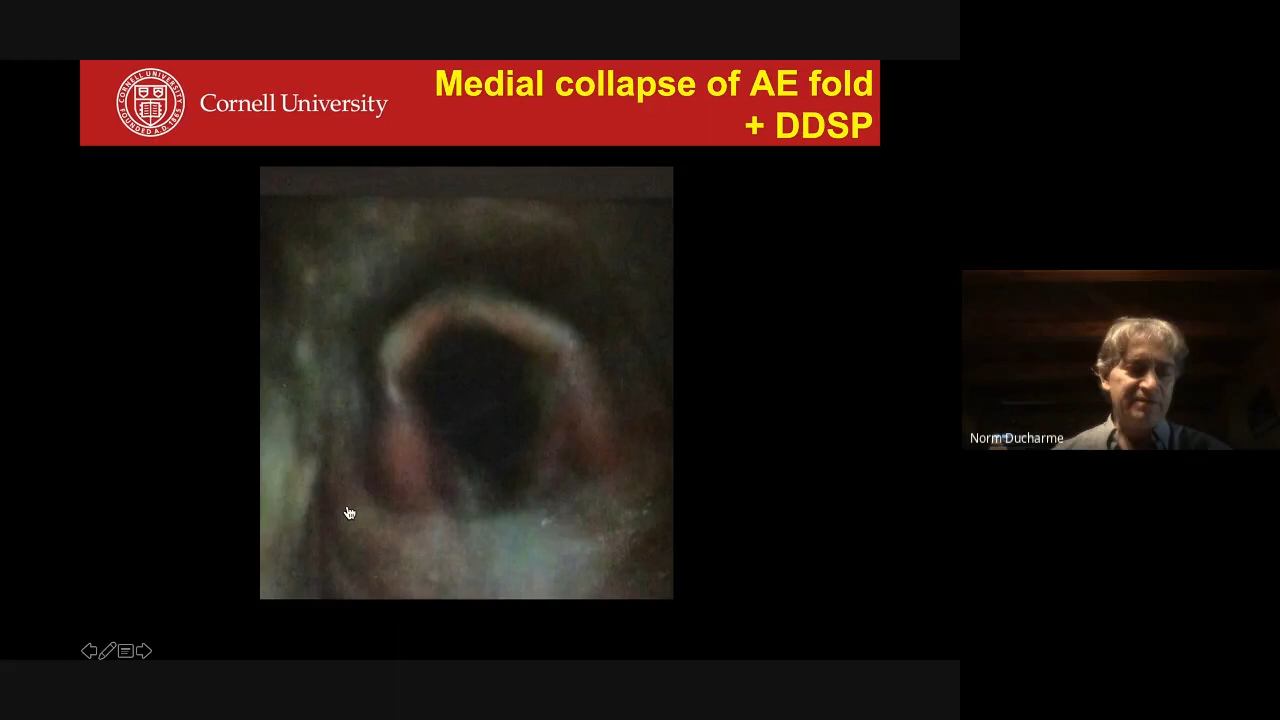 Cornell University
Medial collapse of AE fold
+ DDSP
Norm Ducharme